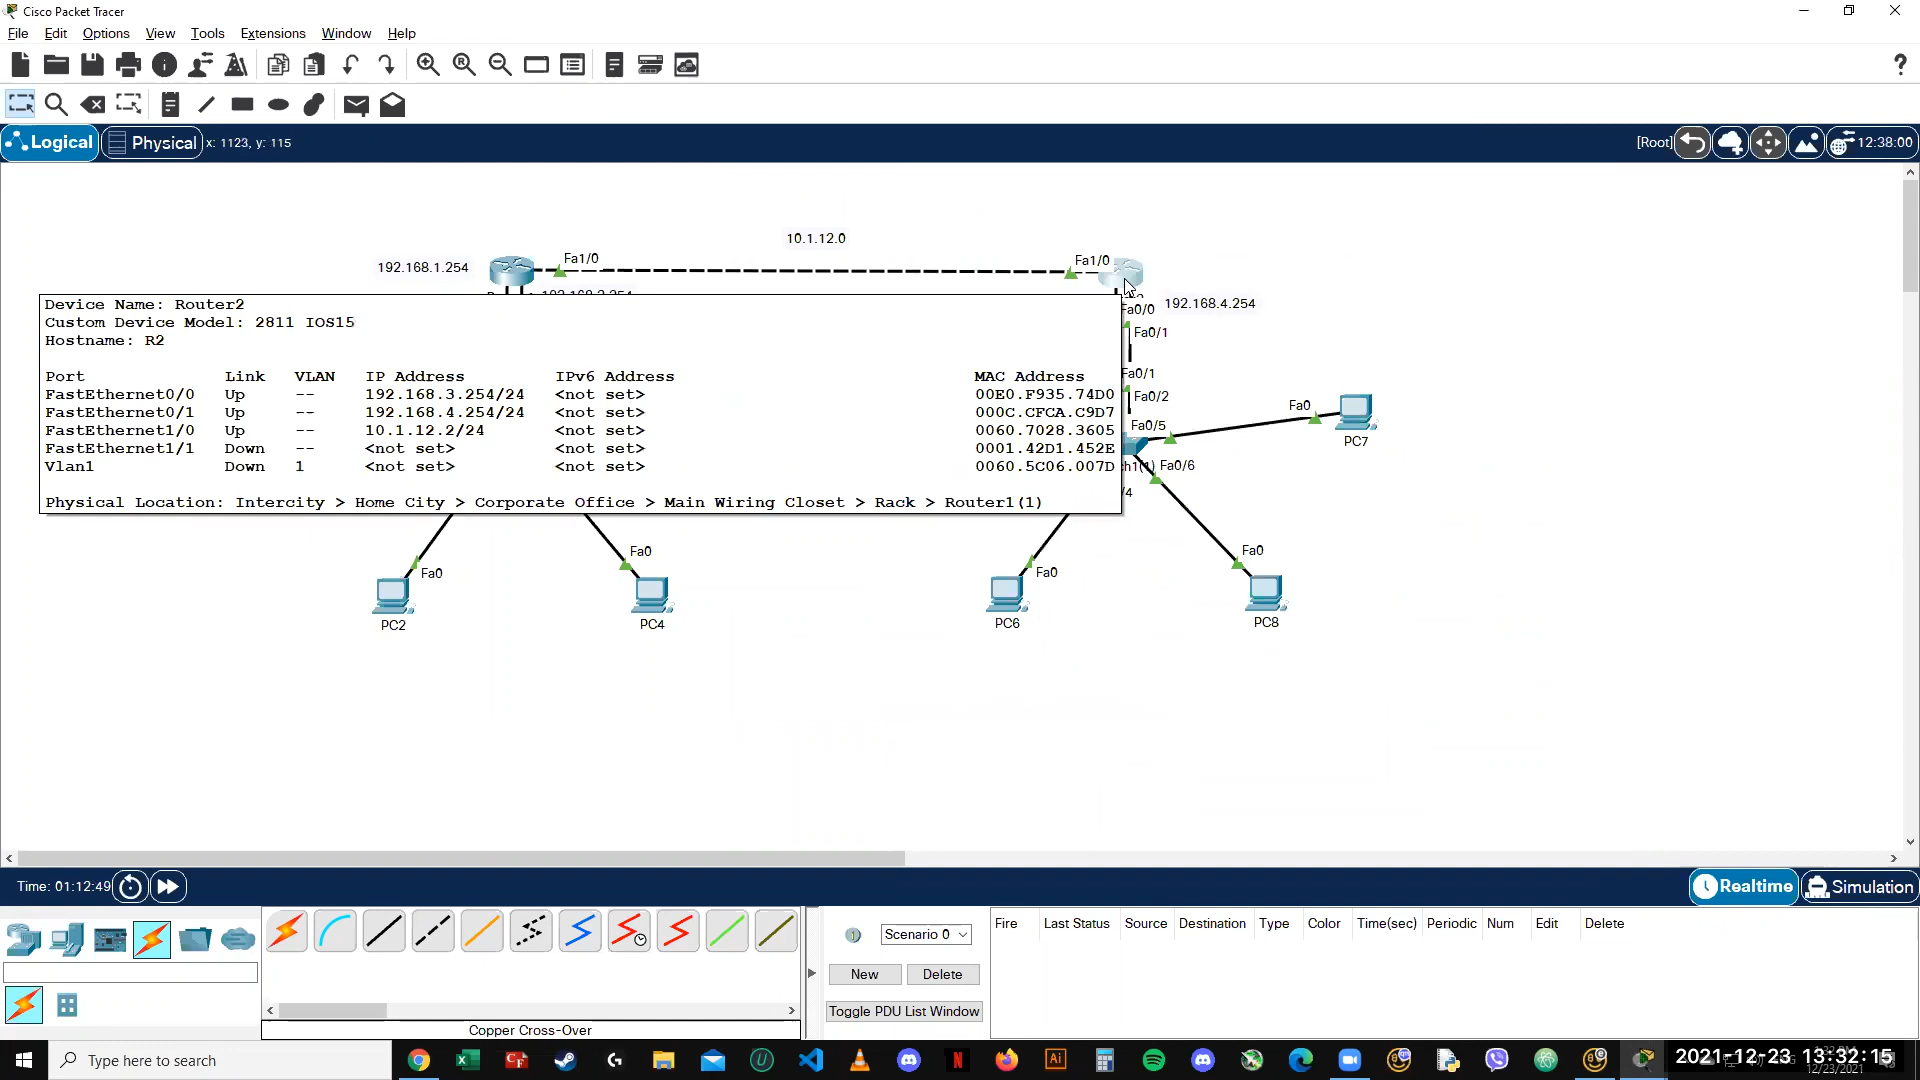 Cisco Packet Tracer
File Edit Options View Tools Extensions Window Help
Logical Physical x: 1123, y: 115 [Root] 12:38:00
10.1.12.0
192.168.1.254 Fa1/0 Fa1/0
192.168.4.254
Fa0/0
Fa0/1
Fa0/1
Fa0/2
Fa0/5
Fa0/6
Device Name: Router2
Custom Device Model: 2811 IOS15
Hostname: R2
Port Link VLAN IP Address IPv6 Address MAC Address
FastEthernet0/0 Up -- 192.168.3.254/24 <not set> 00E0.F935.74D0
FastEthernet0/1 Up -- 192.168.4.254/24 <not set> 000C.CFCA.C9D7
FastEthernet1/0 Up -- 10.1.12.2/24 <not set> 0060.7028.3605
FastEthernet1/1 Down -- <not set> <not set> 0001.42D1.452E
Vlan1 Down 1 <not set> <not set> 0060.5C06.007D
Physical Location: Intercity > Home City > Corporate Office > Main Wiring Closet > Rack > Router1(1)
Fa0
PC7
Fa0 Fa0 Fa0 Fa0
PC2 PC4 PC6 PC8
Time: 01:12:49 Realtime Simulation
Scenario 0
New Delete
Toggle PDU List Window
Fire Last Status Source Destination Type Color Time(sec) Periodic Num Edit Delete
Copper Cross-Over
Type here to search
2021-12-23 13:32:15
12/23/2021